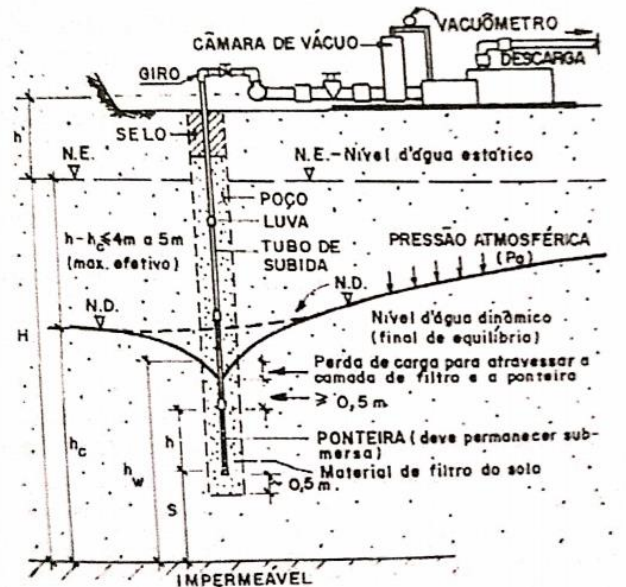 VACUÔMETRO
CÂMARA DE VÁCUO
DESCARGA
GIRO
SELO
h
N.E.
N.E.-Nível d'água estático
POÇO
LUVA
h-hc≤4m a 5m
(max. efetivo)
TUBO DE
SUBIDA
PRESSÃO ATMOSFÉRICA
(Pa)
N.D.
N.D.
N.D.
H
Nível d'água dinâmico
(final de equilíbria)
Perda de carga para atravessar a
camada de filtro e a ponteira
≥ 0,5 m
hc
hw
h
PONTEIRA (deve permanecer sub-
mersa)
Material de filtro do solo
~0,5m.
S
IMPERMEÁVEL